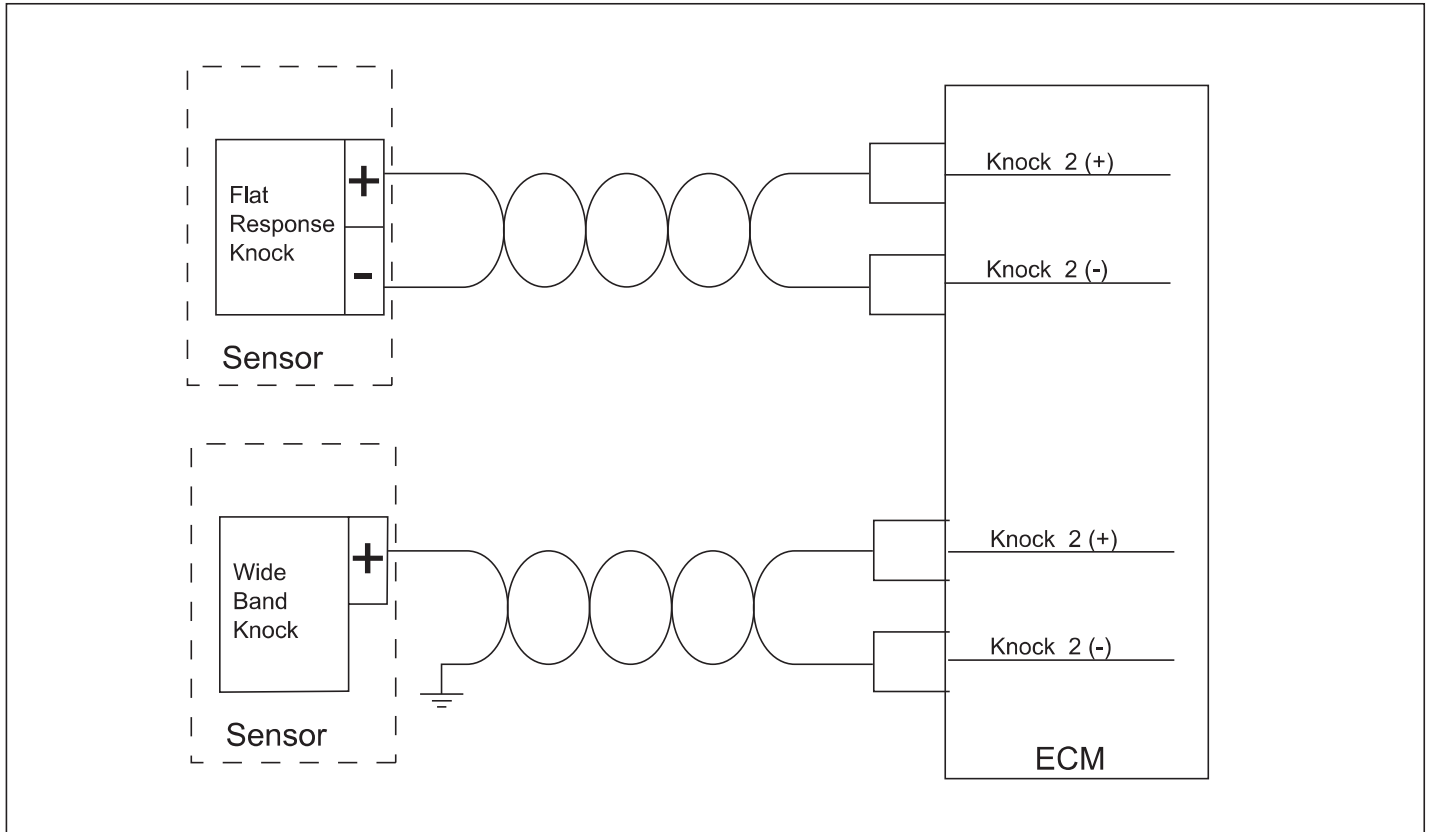 Flat
Response
Knock
+
-
Sensor
Knock 2 (+)
Knock 2 (-)
Wide
Band
Knock
+
Sensor
Knock 2 (+)
Knock 2 (-)
ECM